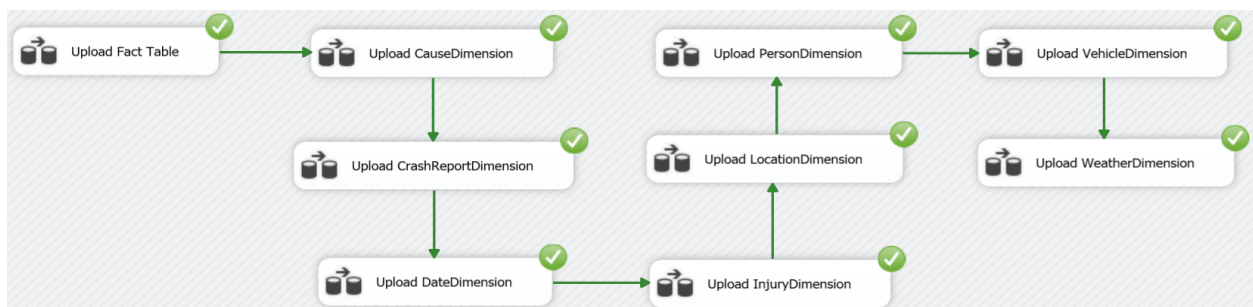 Upload Fact Table
Upload CauseDimension
Upload CrashReportDimension
Upload DateDimension
Upload InjuryDimension
Upload LocationDimension
Upload PersonDimension
Upload VehicleDimension
Upload WeatherDimension